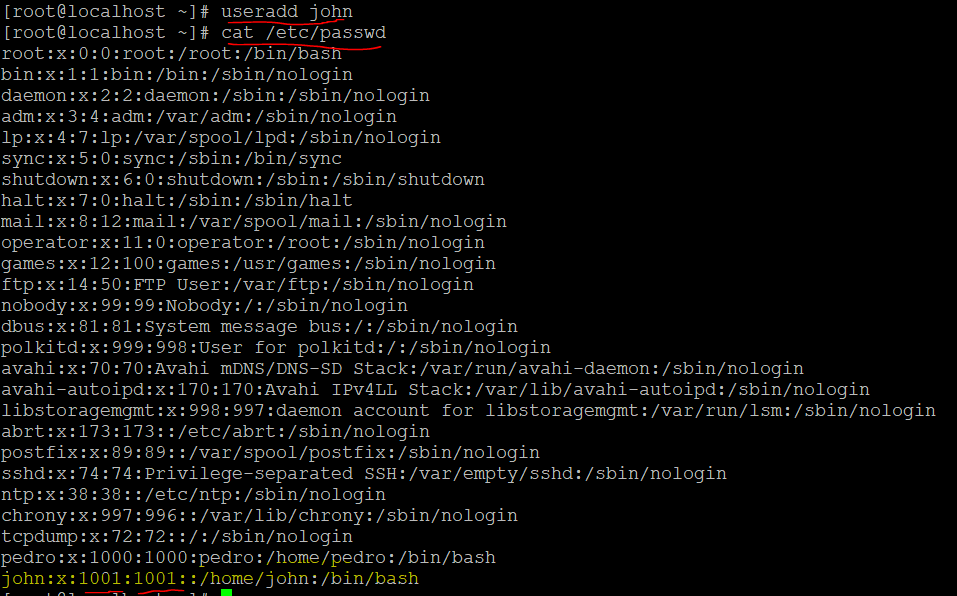 [root@localhost ~]# useradd john
[root@localhost ~]# cat /etc/passwd
root:x:0:0:root:/root:/bin/bash
bin:x:1:1:bin:/bin:/sbin/nologin
daemon:x:2:2:daemon:/sbin:/sbin/nologin
adm:x:3:4:adm:/var/adm:/sbin/nologin
lp:x:4:7:lp:/var/spool/lpd:/sbin/nologin
sync:x:5:0:sync:/sbin:/bin/sync
shutdown:x:6:0:shutdown:/sbin:/sbin/shutdown
halt:x:7:0:halt:/sbin:/sbin/halt
mail:x:8:12:mail:/var/spool/mail:/sbin/nologin
operator:x:11:0:operator:/root:/sbin/nologin
games:x:12:100:games:/usr/games:/sbin/nologin
ftp:x:14:50:FTP User:/var/ftp:/sbin/nologin
nobody:x:99:99:Nobody:/:/sbin/nologin
dbus:x:81:81:System message bus:/:/sbin/nologin
polkitd:x:999:998:User for polkitd:/:/sbin/nologin
avahi:x:70:70:Avahi mDNS/DNS-SD Stack:/var/run/avahi-daemon:/sbin/nologin
avahi-autoipd:x:170:170:Avahi IPv4LL Stack:/var/lib/avahi-autoipd:/sbin/nologin
libstoragemgmt:x:998:997:daemon account for libstoragemgmt:/var/run/lsm:/sbin/nologin
abrt:x:173:173::/etc/abrt:/sbin/nologin
postfix:x:89:89::/var/spool/postfix:/sbin/nologin
sshd:x:74:74:Privilege-separated SSH:/var/empty/sshd:/sbin/nologin
ntp:x:38:38::/etc/ntp:/sbin/nologin
chrony:x:997:996::/var/lib/chrony:/sbin/nologin
tcpdump:x:72:72::/:/sbin/nologin
pedro:x:1000:1000:pedro:/home/pedro:/bin/bash
john:x:1001:1001::/home/john:/bin/bash
[root@localhost ~]#